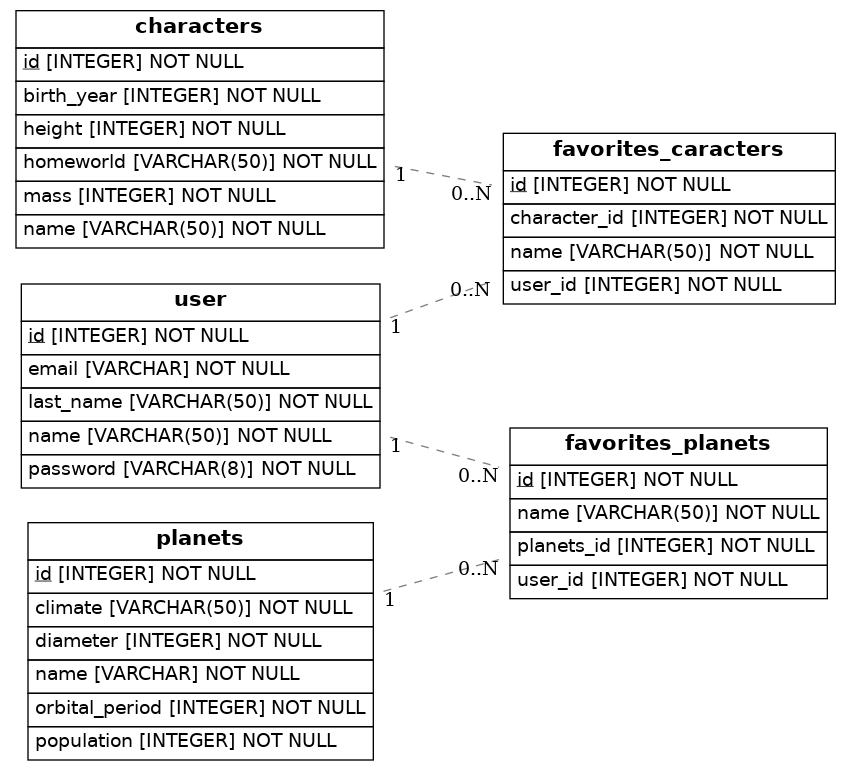 characters
id [INTEGER] NOT NULL
birth_year [INTEGER] NOT NULL
height [INTEGER] NOT NULL
homeworld [VARCHAR(50)] NOT NULL
mass [INTEGER] NOT NULL
name [VARCHAR(50)] NOT NULL
1
0..N
favorites_caracters
id [INTEGER] NOT NULL
character_id [INTEGER] NOT NULL
name [VARCHAR(50)] NOT NULL
user_id [INTEGER] NOT NULL
0..N
1
user
id [INTEGER] NOT NULL
email [VARCHAR] NOT NULL
last_name [VARCHAR(50)] NOT NULL
name [VARCHAR(50)] NOT NULL
password [VARCHAR(8)] NOT NULL
1
0..N
favorites_planets
id [INTEGER] NOT NULL
name [VARCHAR(50)] NOT NULL
planets_id [INTEGER] NOT NULL
user_id [INTEGER] NOT NULL
0..N
1
planets
id [INTEGER] NOT NULL
climate [VARCHAR(50)] NOT NULL
diameter [INTEGER] NOT NULL
name [VARCHAR] NOT NULL
orbital_period [INTEGER] NOT NULL
population [INTEGER] NOT NULL